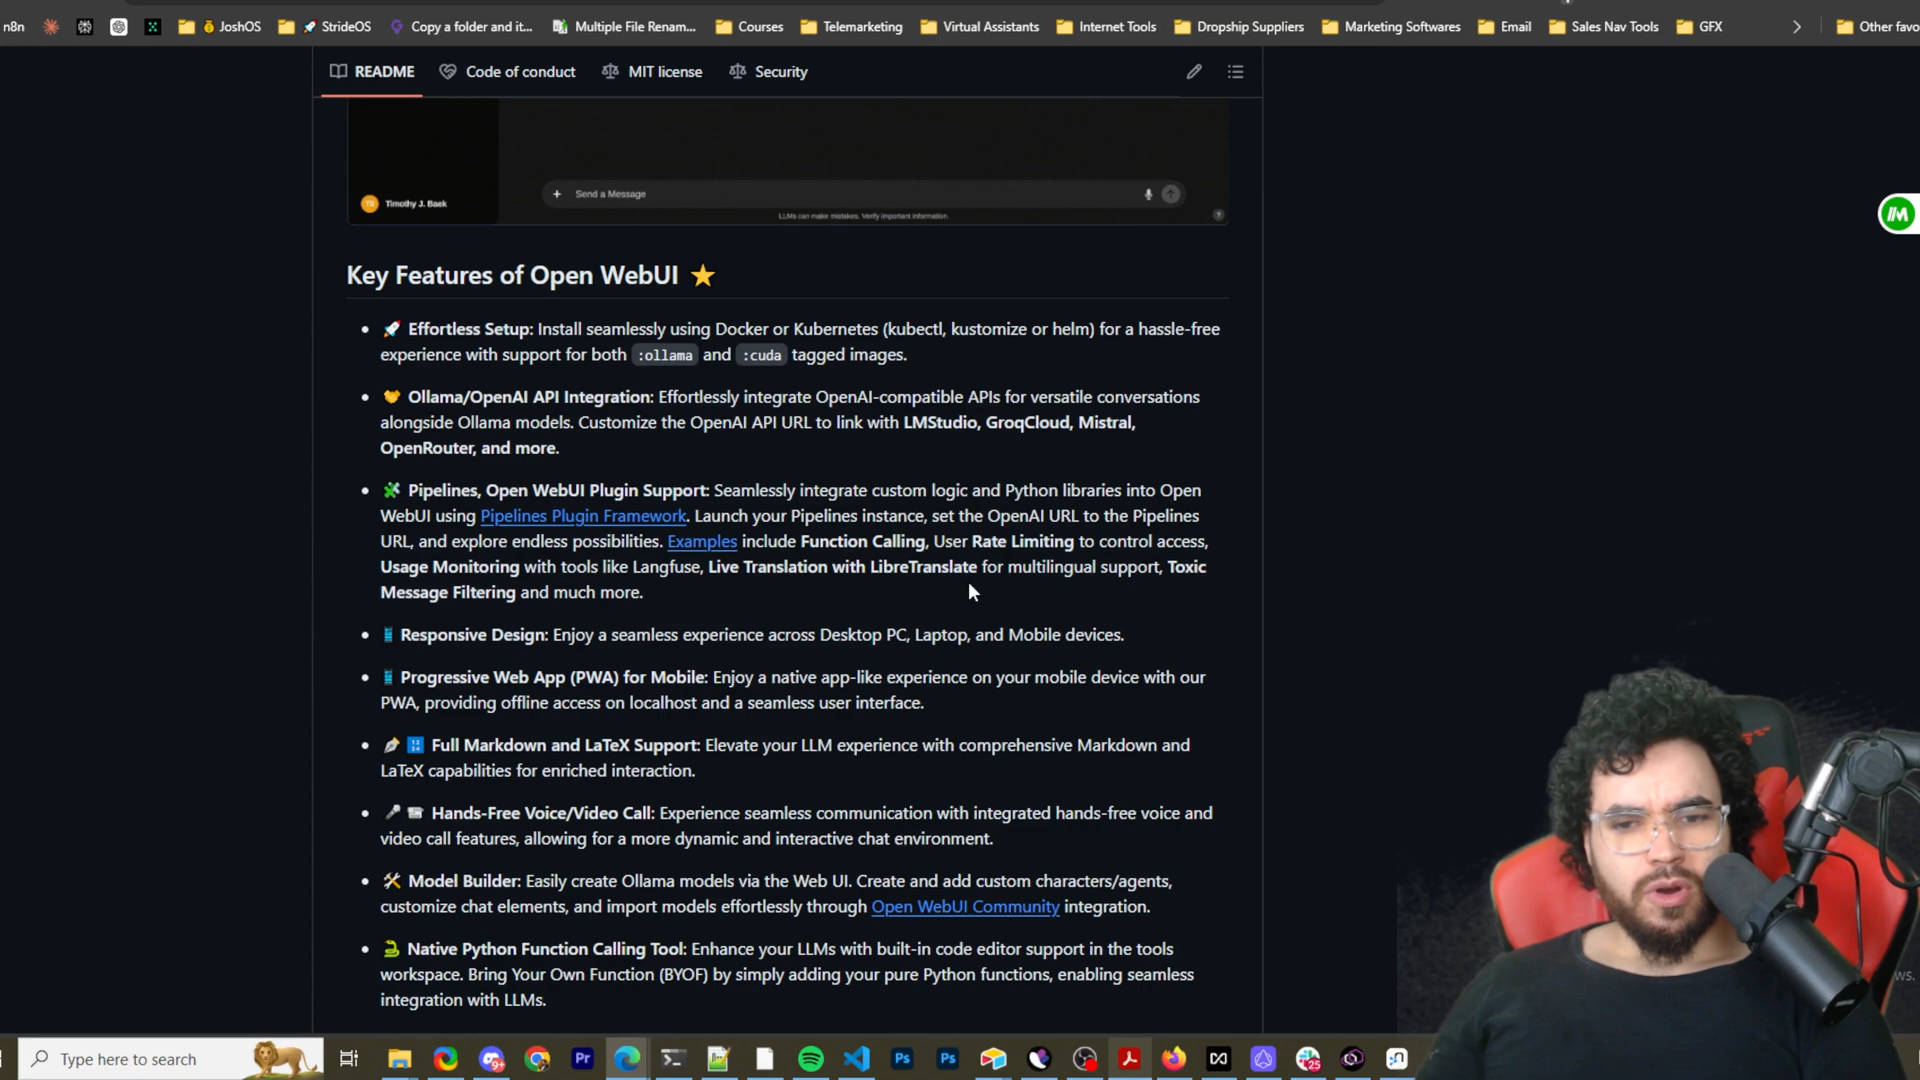 n8n
JoshOS
StrideOS
Copy a folder and it...
Multiple File Renam...
Courses
Telemarketing
Virtual Assistants
Internet Tools
Dropship Suppliers
Marketing Softwares
Email
Sales Nav Tools
GFX
Other favo
README
Code of conduct
MIT license
Security
TB
Timothy J. Baek
+ Send a Message
LLMs can make mistakes. Verify important information.
?
Key Features of Open WebUI ⭐
🚀 Effortless Setup: Install seamlessly using Docker or Kubernetes (kubectl, kustomize or helm) for a hassle-free
experience with support for both :ollama and :cuda tagged images.
🤝 Ollama/OpenAI API Integration: Effortlessly integrate OpenAI-compatible APIs for versatile conversations
alongside Ollama models. Customize the OpenAI API URL to link with LMStudio, GroqCloud, Mistral,
OpenRouter, and more.
🧩 Pipelines, Open WebUI Plugin Support: Seamlessly integrate custom logic and Python libraries into Open
WebUI using Pipelines Plugin Framework. Launch your Pipelines instance, set the OpenAI URL to the Pipelines
URL, and explore endless possibilities. Examples include Function Calling, User Rate Limiting to control access,
Usage Monitoring with tools like Langfuse, Live Translation with LibreTranslate for multilingual support, Toxic
Message Filtering and much more.
📱 Responsive Design: Enjoy a seamless experience across Desktop PC, Laptop, and Mobile devices.
📱 Progressive Web App (PWA) for Mobile: Enjoy a native app-like experience on your mobile device with our
PWA, providing offline access on localhost and a seamless user interface.
✒️🔢 Full Markdown and LaTeX Support: Elevate your LLM experience with comprehensive Markdown and
LaTeX capabilities for enriched interaction.
🎤📹 Hands-Free Voice/Video Call: Experience seamless communication with integrated hands-free voice and
video call features, allowing for a more dynamic and interactive chat environment.
🛠️ Model Builder: Easily create Ollama models via the Web UI. Create and add custom characters/agents,
customize chat elements, and import models effortlessly through Open WebUI Community integration.
🐍 Native Python Function Calling Tool: Enhance your LLMs with built-in code editor support in the tools
workspace. Bring Your Own Function (BYOF) by simply adding your pure Python functions, enabling seamless
integration with LLMs.
ws.
Type here to search
9+
Pr
Ps
Ps
25